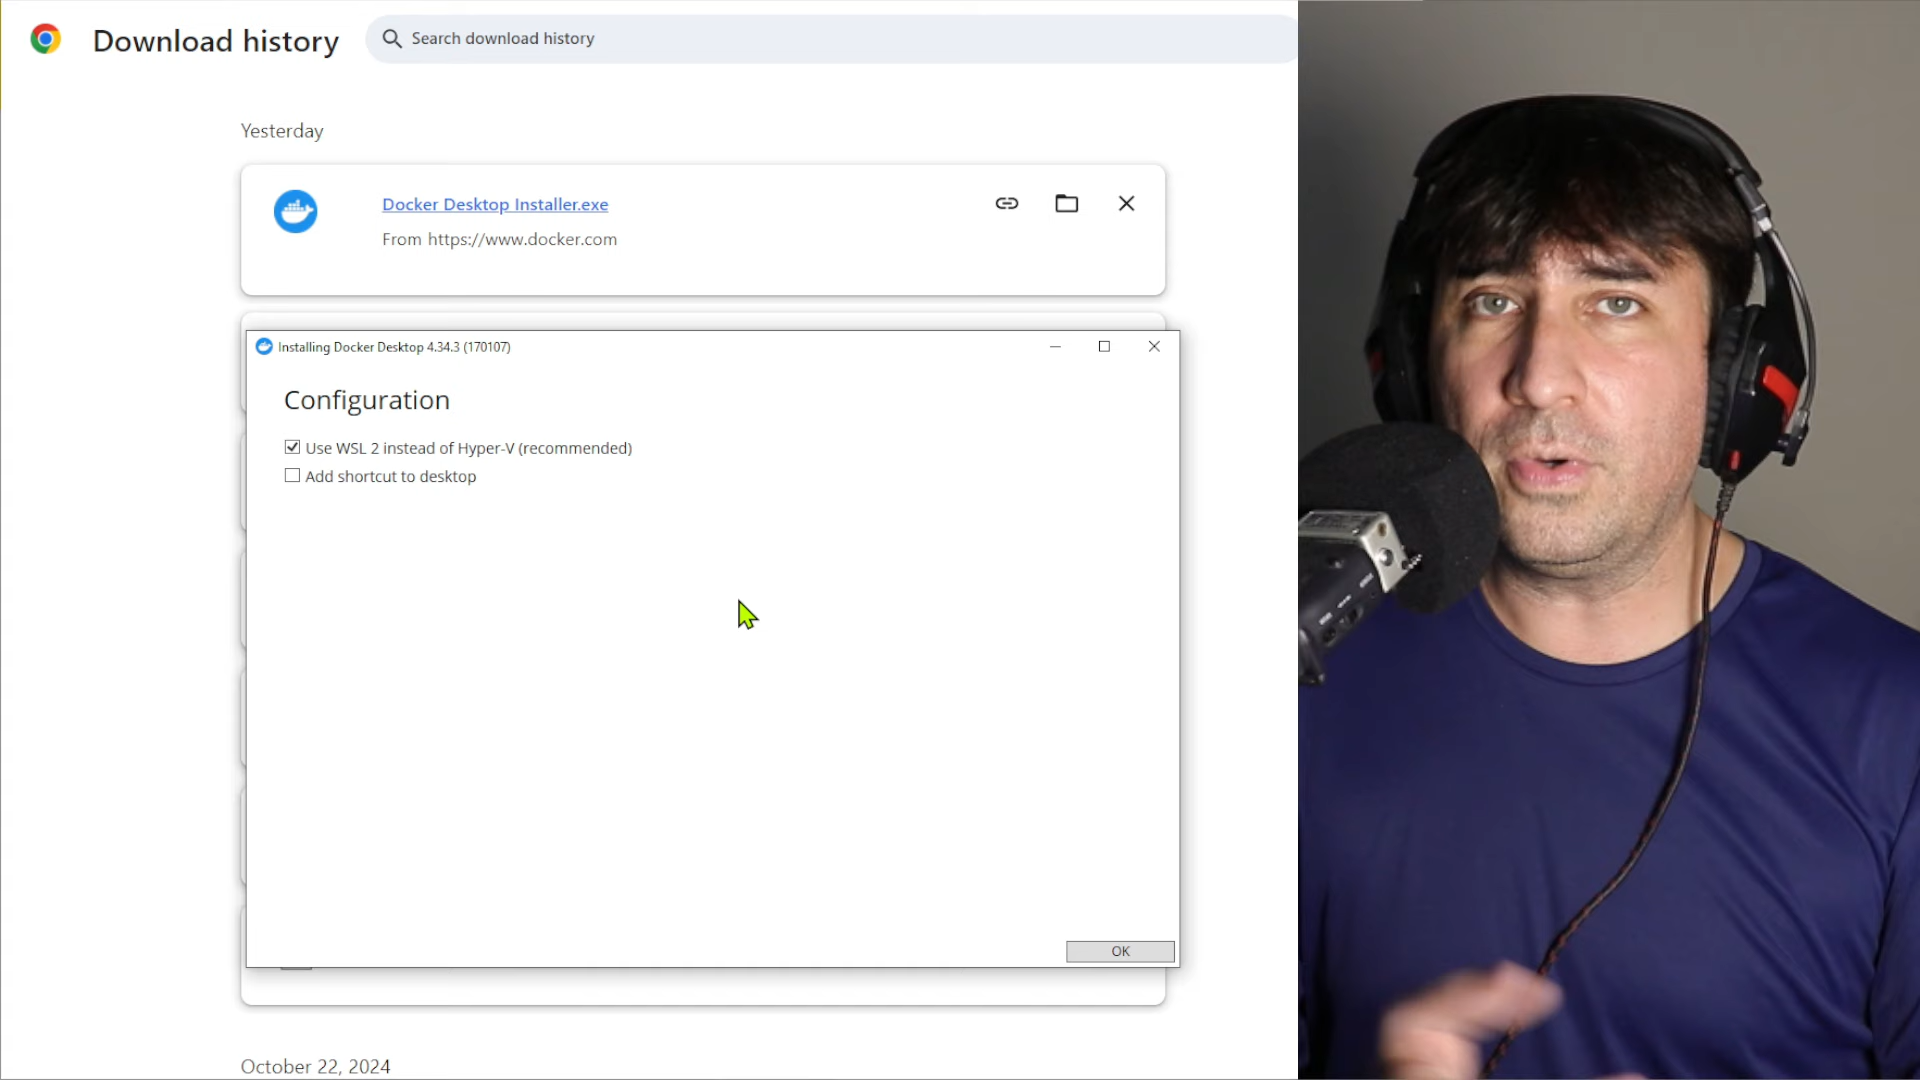 Download history
Search download history
Yesterday
Docker Desktop Installer.exe
From https://www.docker.com
Installing Docker Desktop 4.34.3 (170107)
Configuration
Use WSL 2 instead of Hyper-V (recommended)
Add shortcut to desktop
OK
October 22, 2024